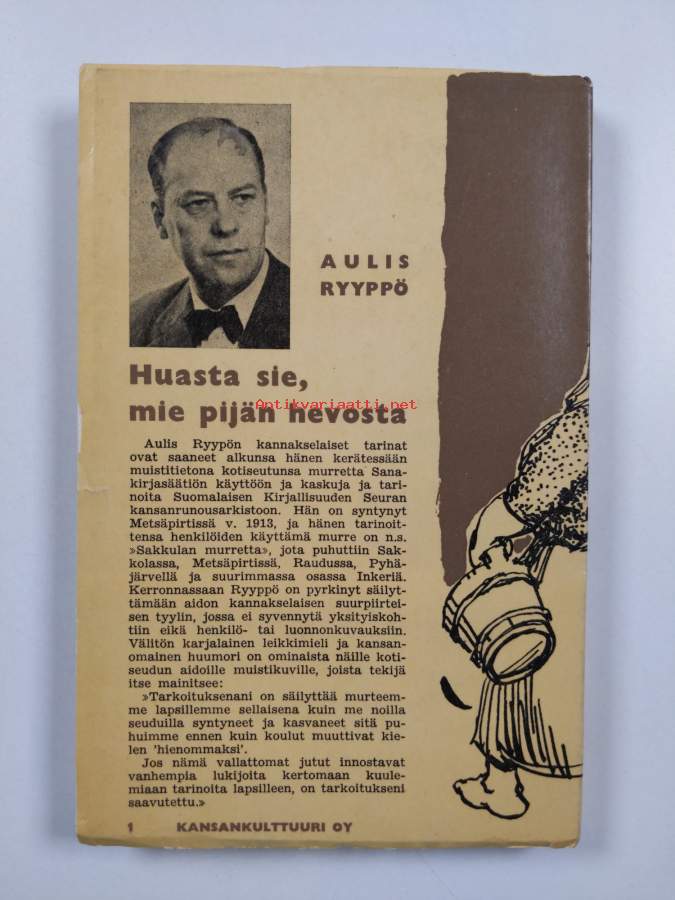 AULIS
RYYPPÖ
Huasta sie,
mie pijän hevosta
Antikvariaatti.net
Aulis Ryypön kannakselaiset tarinat
ovat saaneet alkunsa hänen kerätessään
muistitietona kotiseutunsa murretta Sana-
kirjasäätiön käyttöön ja kaskuja ja tari-
noita Suomalaisen Kirjallisuuden Seuran
kansanrunousarkistoon. Hän on syntynyt
Metsäpirtissä v. 1913, ja hänen tarinoit-
tensa henkilöiden käyttämä murre on n.s.
»Sakkulan murretta», jota puhuttiin Sak-
kolassa, Metsäpirtissä, Raudussa, Pyhä-
järvellä ja suurimmassa osassa Inkeriä.
Kerronnassaan Ryyppö on pyrkinyt säilyt-
tämään aidon kannakselaisen suurpiirtei-
sen tyylin, jossa ei syvennytä yksityiskoh-
tiin eikä henkilö- tai luonnonkuvauksiin.
Välitön karjalainen leikkimieli ja kansan-
omainen huumori on ominaista näille koti-
seudun aidoille muistikuville, joista tekijä
itse mainitsee:
»Tarkoituksenani on säilyttää murteem-
me lapsillemme sellaisena kuin me noilla
seuduilla syntyneet ja kasvaneet sitä pu-
huimme ennen kuin koulut muuttivat kie-
len 'hienommaksi'.
Jos nämä vallattomat jutut innostavat
vanhempia lukijoita kertomaan kuule-
miaan tarinoita lapsilleen, on tarkoitukseni
saavutettu.»
1 KANSANKULTTUURI OY